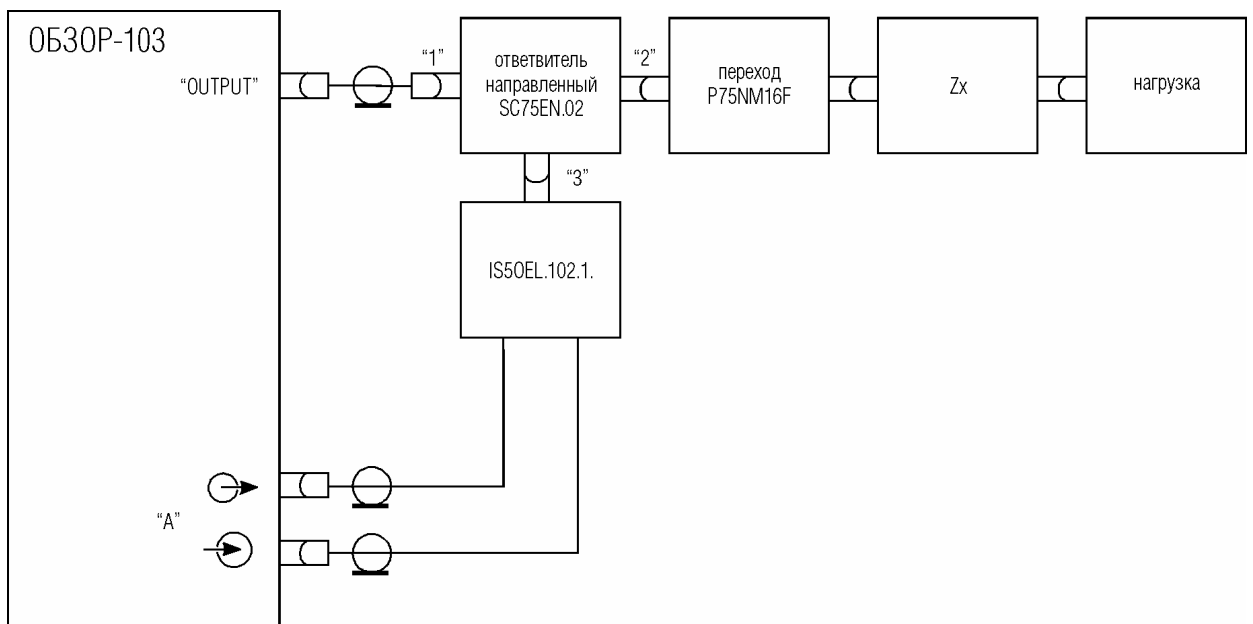 ОБЗОР-103
“OUTPUT”
“1”
ответвитель
направленный
SC75EN.02
“2”
переход
P75NM16F
Zx
нагрузка
“3”
IS50EL.102.1.
“A”